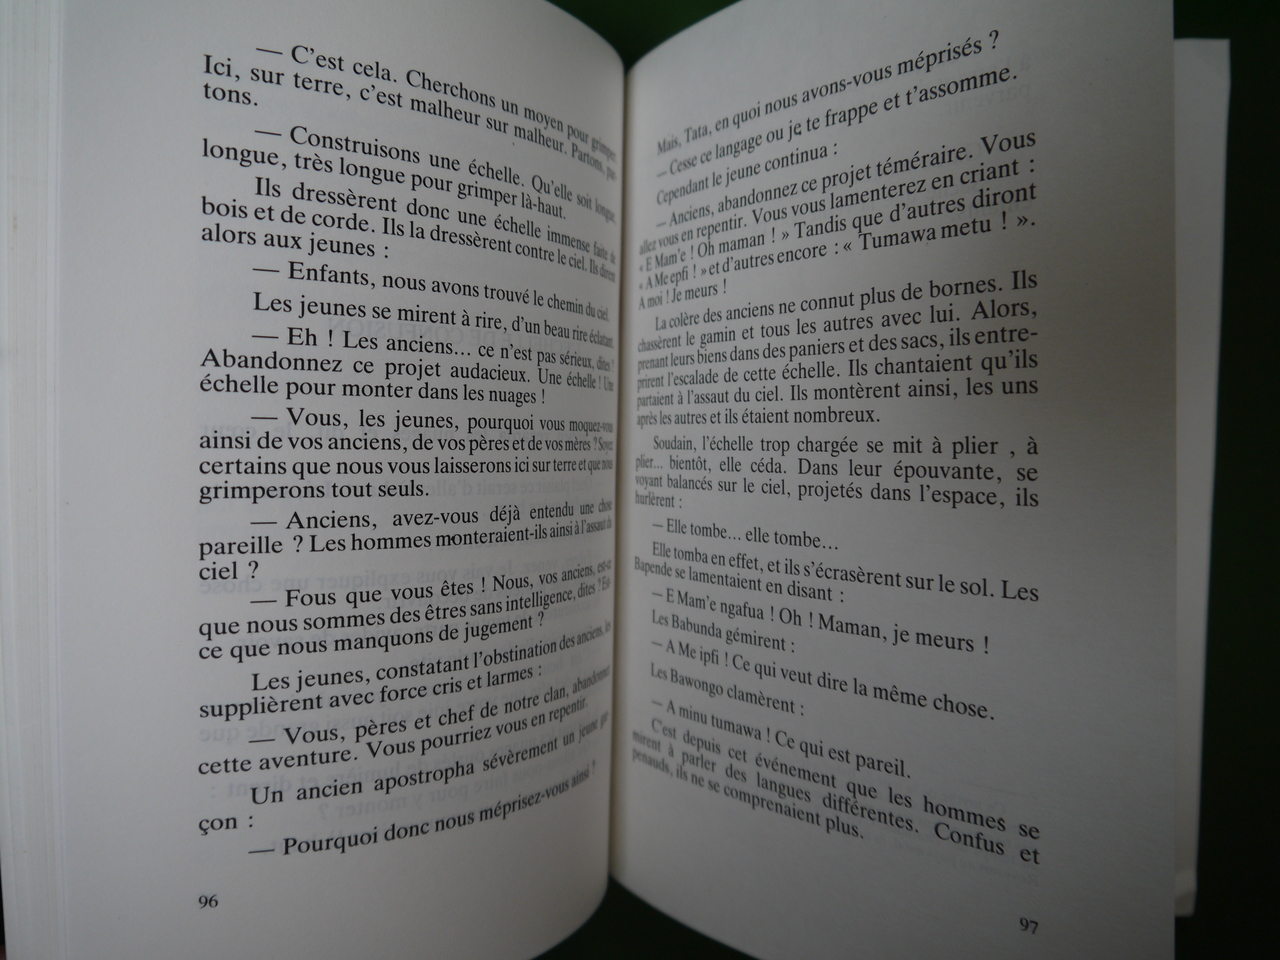 — C'est cela. Cherchons un moyen pour grimper.
Ici, sur terre, c'est malheur sur malheur. Partons, par-
tons.
— Construisons une échelle. Qu'elle soit longue,
longue, très longue pour grimper là-haut.
Ils dressèrent donc une échelle immense faite de
bois et de corde. Ils la dressèrent contre le ciel. Ils dirent
alors aux jeunes :
— Enfants, nous avons trouvé le chemin du ciel.
Les jeunes se mirent à rire, d'un beau rire éclatant.
— Eh ! Les anciens... ce n'est pas sérieux, dites ?
Abandonnez ce projet audacieux. Une échelle ! Une
échelle pour monter dans les nuages !
— Vous, les jeunes, pourquoi vous moquez-vous
ainsi de vos anciens, de vos pères et de vos mères ? Soyez
certains que nous vous laisserons ici sur terre et que nous
grimperons tout seuls.
— Anciens, avez-vous déjà entendu une chose
pareille ? Les hommes monteraient-ils ainsi à l'assaut du
ciel ?
— Fous que vous êtes ! Nous, vos anciens, est-ce
que nous sommes des êtres sans intelligence, dites ? Est-
ce que nous manquons de jugement ?
Les jeunes, constatant l'obstination des anciens, les
supplièrent avec force cris et larmes :
— Vous, pères et chef de notre clan, abandonnez
cette aventure. Vous pourriez vous en repentir.
Un ancien apostropha sévèrement un jeune gar-
çon :
— Pourquoi donc nous méprisez-vous ainsi ?
96
Mais, Tata, en quoi nous avons-vous méprisés ?
— Cesse ce langage ou je te frappe et t'assomme.
Cependant le jeune continua :
— Anciens, abandonnez ce projet téméraire. Vous
allez vous en repentir. Vous vous lamenterez en criant :
« E Mam'e ! Oh maman ! » Tandis que d'autres diront
« A Me epfi ! » et d'autres encore : « Tumawa metu ! ».
A moi ! Je meurs !
La colère des anciens ne connut plus de bornes. Ils
chassèrent le gamin et tous les autres avec lui. Alors,
prenant leurs biens dans des paniers et des sacs, ils entre-
prirent l'escalade de cette échelle. Ils chantaient qu'ils
partaient à l'assaut du ciel. Ils montèrent ainsi, les uns
après les autres et ils étaient nombreux.
Soudain, l'échelle trop chargée se mit à plier , à
plier... bientôt, elle céda. Dans leur épouvante, se
voyant balancés sur le ciel, projetés dans l'espace, ils
hurlèrent :
— Elle tombe... elle tombe...
Elle tomba en effet, et ils s'écrasèrent sur le sol. Les
Bapende se lamentaient en disant :
— E Mam'e ngafua ! Oh ! Maman, je meurs !
Les Babunda gémirent :
— A Me ipfi ! Ce qui veut dire la même chose.
Les Bawongo clamèrent :
— A minu tumawa ! Ce qui est pareil.
C'est depuis cet événement que les hommes se
mirent à parler des langues différentes. Confus et
penauds, ils ne se comprenaient plus.
97